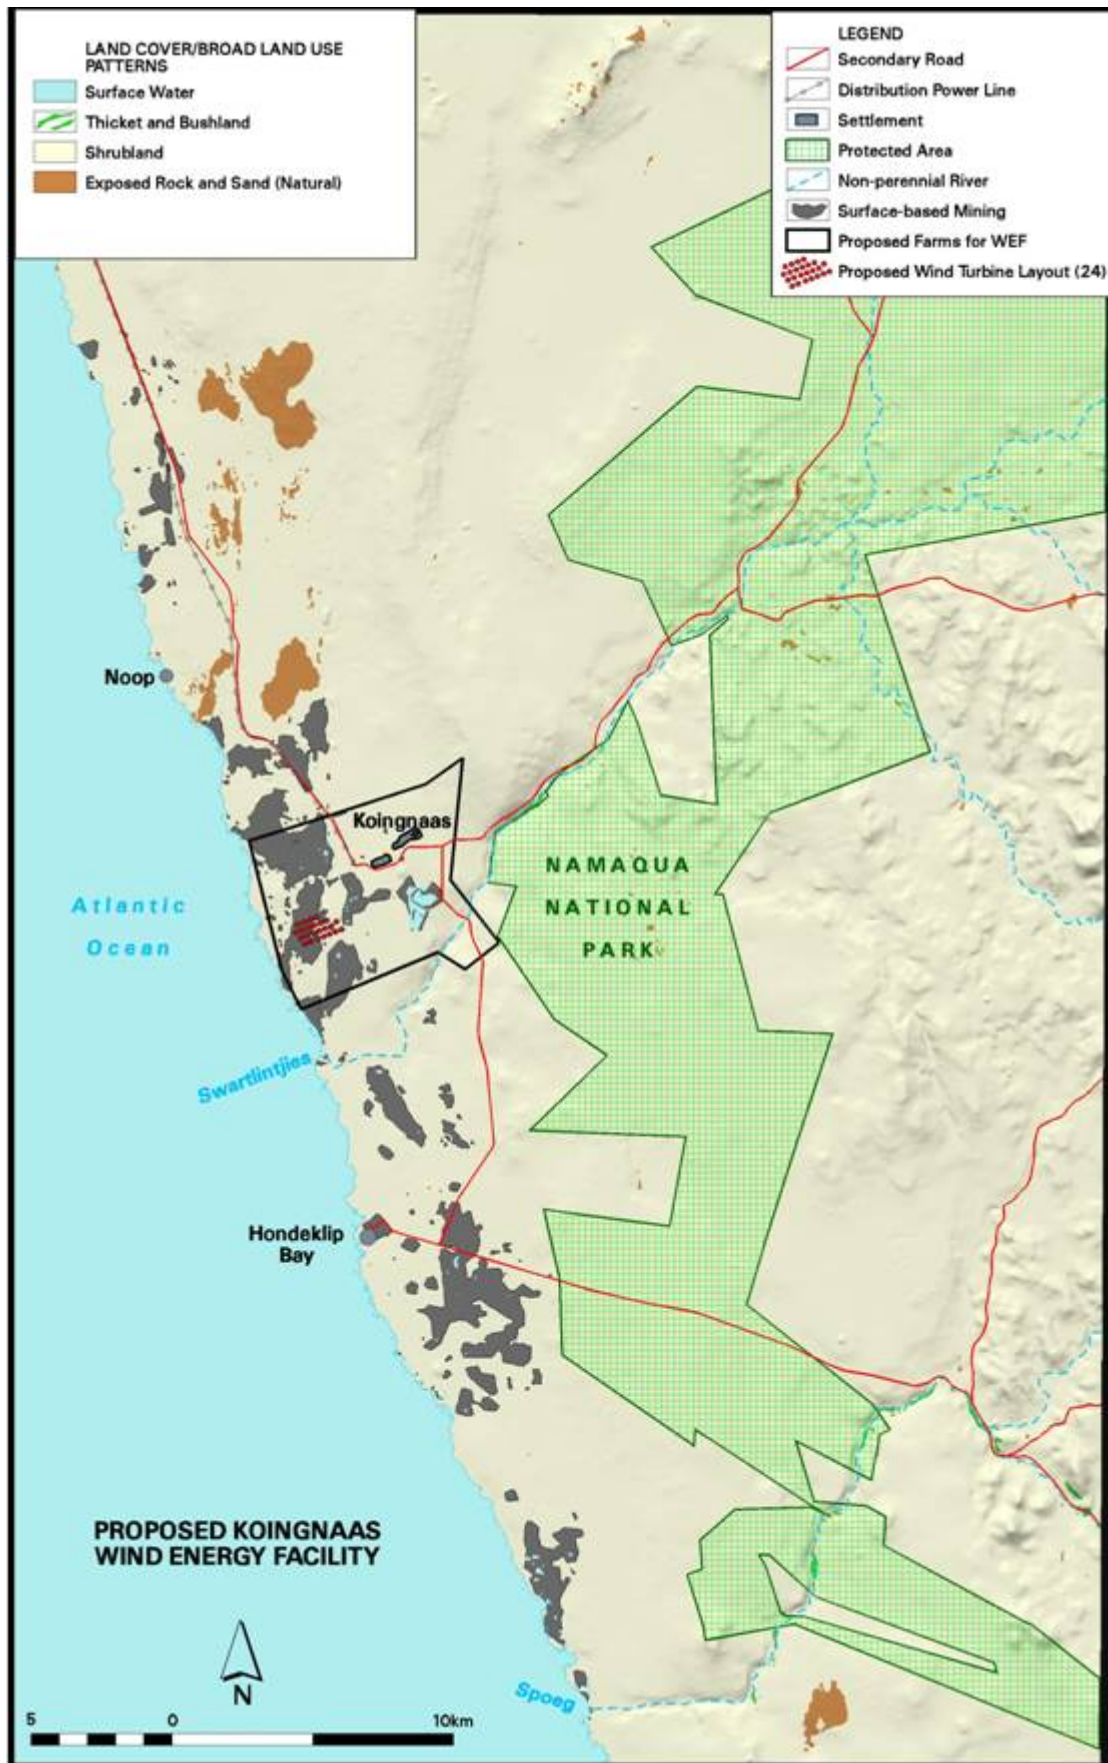 LAND COVER/BROAD LAND USE
PATTERNS
Surface Water
Thicket and Bushland
Shrubland
Exposed Rock and Sand (Natural)
LEGEND
Secondary Road
Distribution Power Line
Settlement
Protected Area
Non-perennial River
Surface-based Mining
Proposed Farms for WEF
Proposed Wind Turbine Layout (24)
Noop
Koingnaas
NAMAQUA
NATIONAL
PARK
Atlantic
Ocean
Swartlintjies
Hondeklip
Bay
PROPOSED KOINGNAAS
WIND ENERGY FACILITY
N
Spoeg
5 0 10km